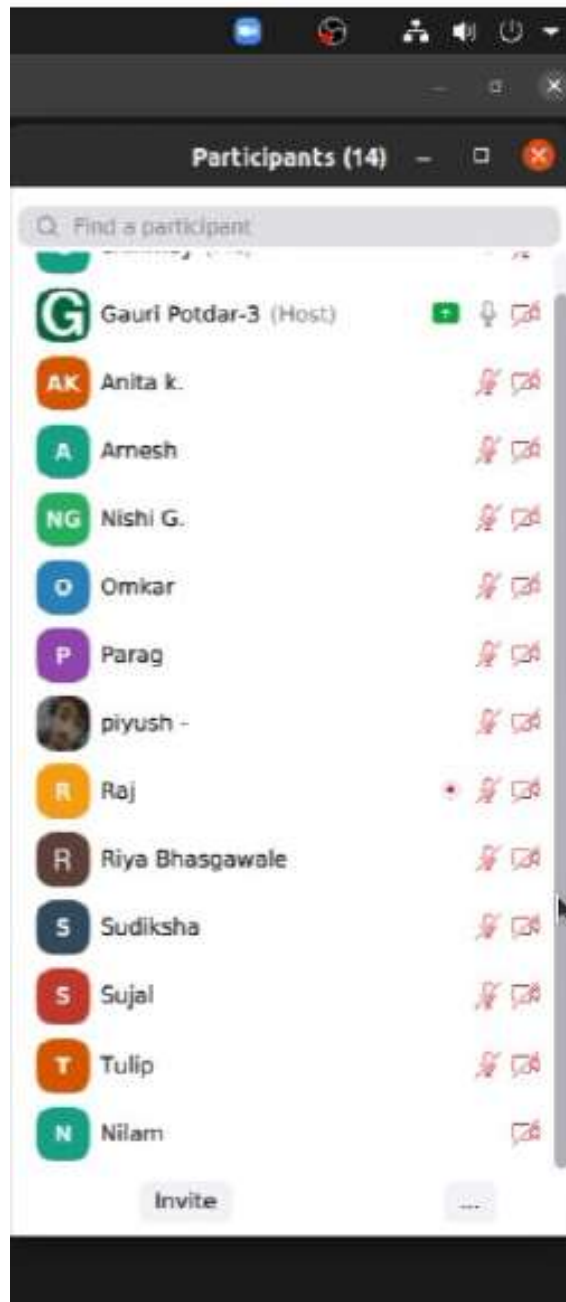 Participants (14)
Find a participant
G Gauri Potdar-3 (Host)
AK Anita k.
A Arnesh
NG Nishi G.
O Omkar
P Parag
piyush -
R Raj
R Riya Bhasgawale
S Sudiksha
S Sujal
T Tulip
N Nilam
Invite ...